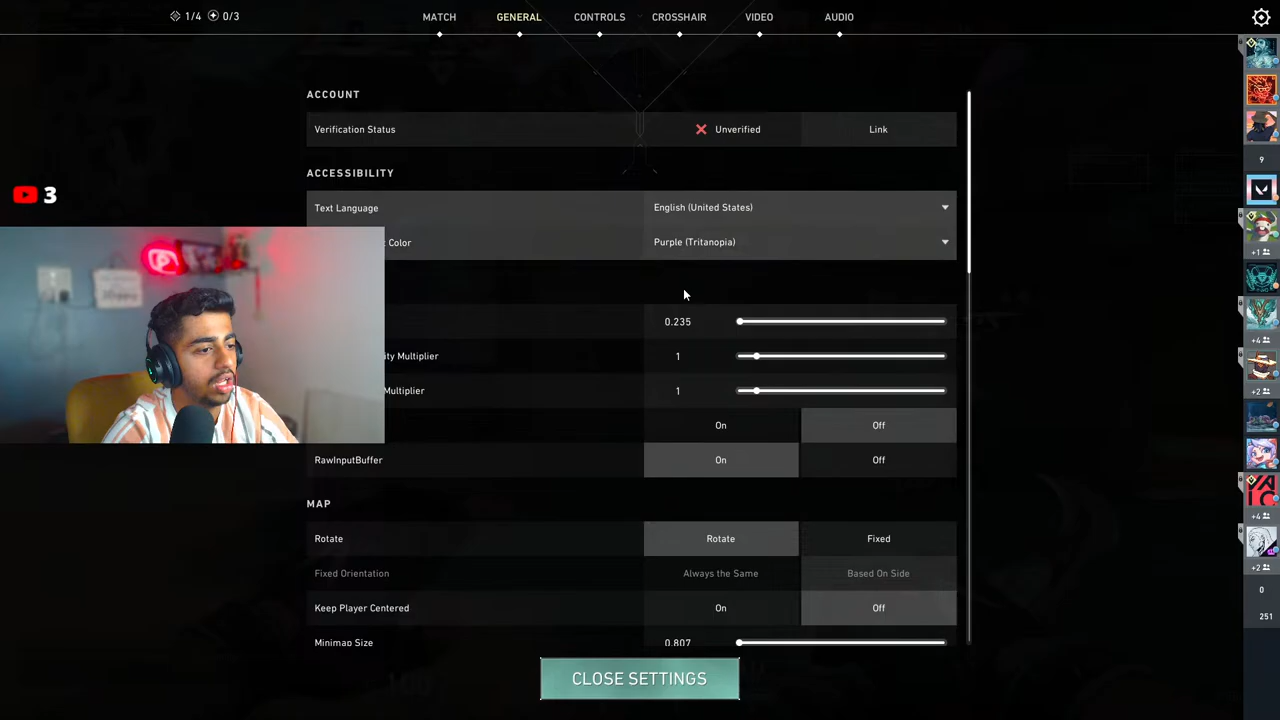 1/4 0/3 MATCH GENERAL CONTROLS CROSSHAIR VIDEO AUDIO
ACCOUNT
Verification Status Unverified Link
ACCESSIBILITY
Text Language English (United States)
Color Purple (Tritanopia)
0.235
ity Multiplier 1
Multiplier 1
On Off
RawInputBuffer On Off
MAP
Rotate Rotate Fixed
Fixed Orientation Always the Same Based On Side
Keep Player Centered On Off
Minimap Size 0.807
CLOSE SETTINGS
3
9
+1
+4
+2
+4
+2
0
251